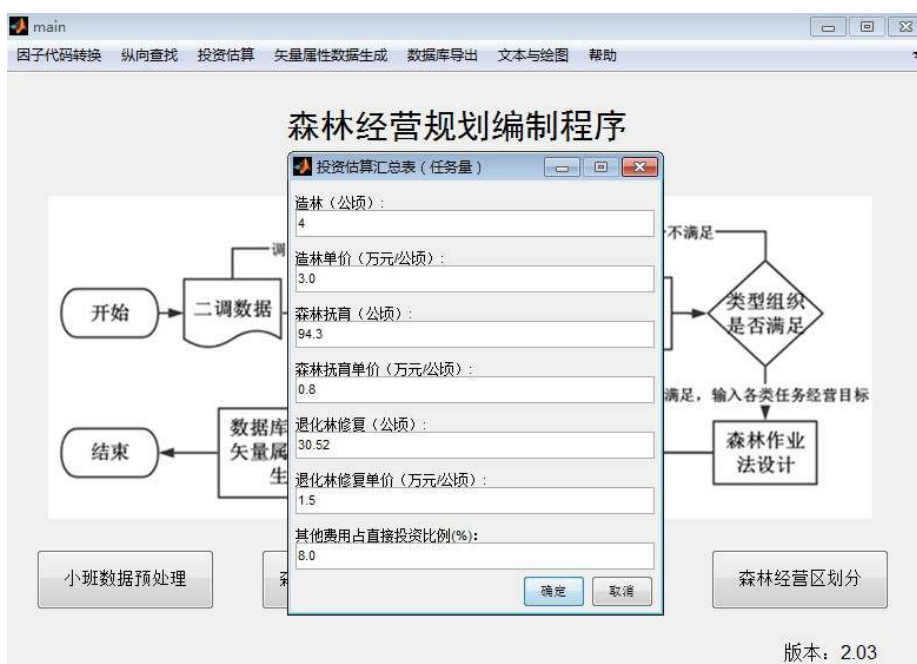 main
因子代码转换 纵向查找 投资估算 矢量属性数据生成 数据库导出 文本与绘图 帮助
森林经营规划编制程序
投资估算汇总表（任务量）
造林（公顷）:
4
造林单价（万元/公顷）:
3.0
森林抚育（公顷）:
94.3
森林抚育单价（万元/公顷）:
0.8
退化林修复（公顷）:
30.52
退化林修复单价（万元/公顷）:
1.5
其他费用占直接投资比例(%):
8.0
确定 取消
开始
二调数据
调
不满足
类型组织
是否满足
满足，输入各类任务经营目标
森林作业
法设计
数据库
矢量属
生
结束
小班数据预处理
森林经营区划分
版本：2.03